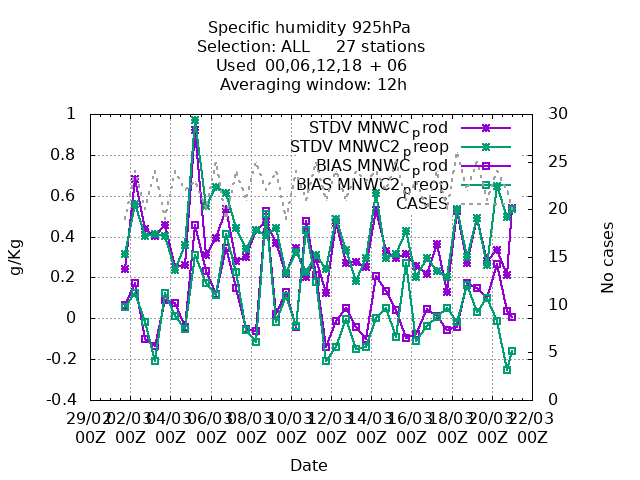 Specific humidity 925hPa
Selection: ALL 27 stations
Used 00,06,12,18 + 06
Averaging window: 12h
STDV MNWC_prod
STDV MNWC2_preop
BIAS MNWC_prod
BIAS MNWC2_preop
CASES
1
0.8
0.6
0.4
0.2
0
-0.2
-0.4
g/Kg
30
25
20
15
10
5
0
No cases
29/02 02/03 04/03 06/03 08/03 10/03 12/03 14/03 16/03 18/03 20/03 22/03
00Z 00Z 00Z 00Z 00Z 00Z 00Z 00Z 00Z 00Z 00Z 00Z
Date